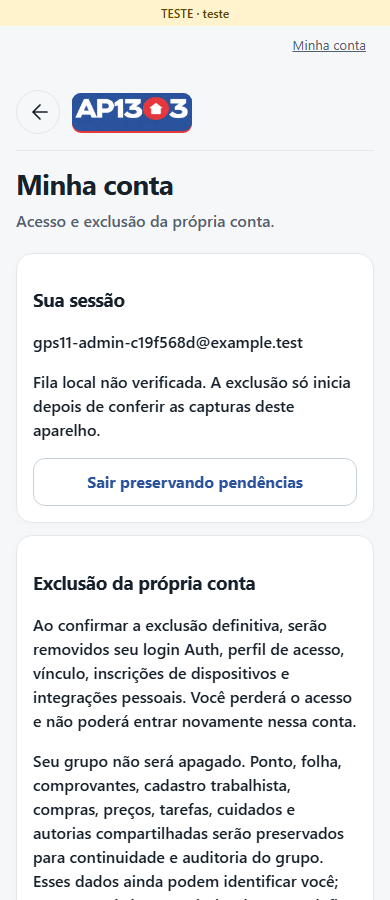 TESTE · teste
Minha conta
AP1303
Minha conta
Acesso e exclusão da própria conta.
Sua sessão
gps11-admin-c19f568d@example.test
Fila local não verificada. A exclusão só inicia
depois de conferir as capturas deste
aparelho.
Sair preservando pendências
Exclusão da própria conta
Ao confirmar a exclusão definitiva, serão
removidos seu login Auth, perfil de acesso,
vínculo, inscrições de dispositivos e
integrações pessoais. Você perderá o acesso
e não poderá entrar novamente nessa conta.
Seu grupo não será apagado. Ponto, folha,
comprovantes, cadastro trabalhista,
compras, preços, tarefas, cuidados e
autorias compartilhadas serão preservados
para continuidade e auditoria do grupo.
Esses dados ainda podem identificar você;